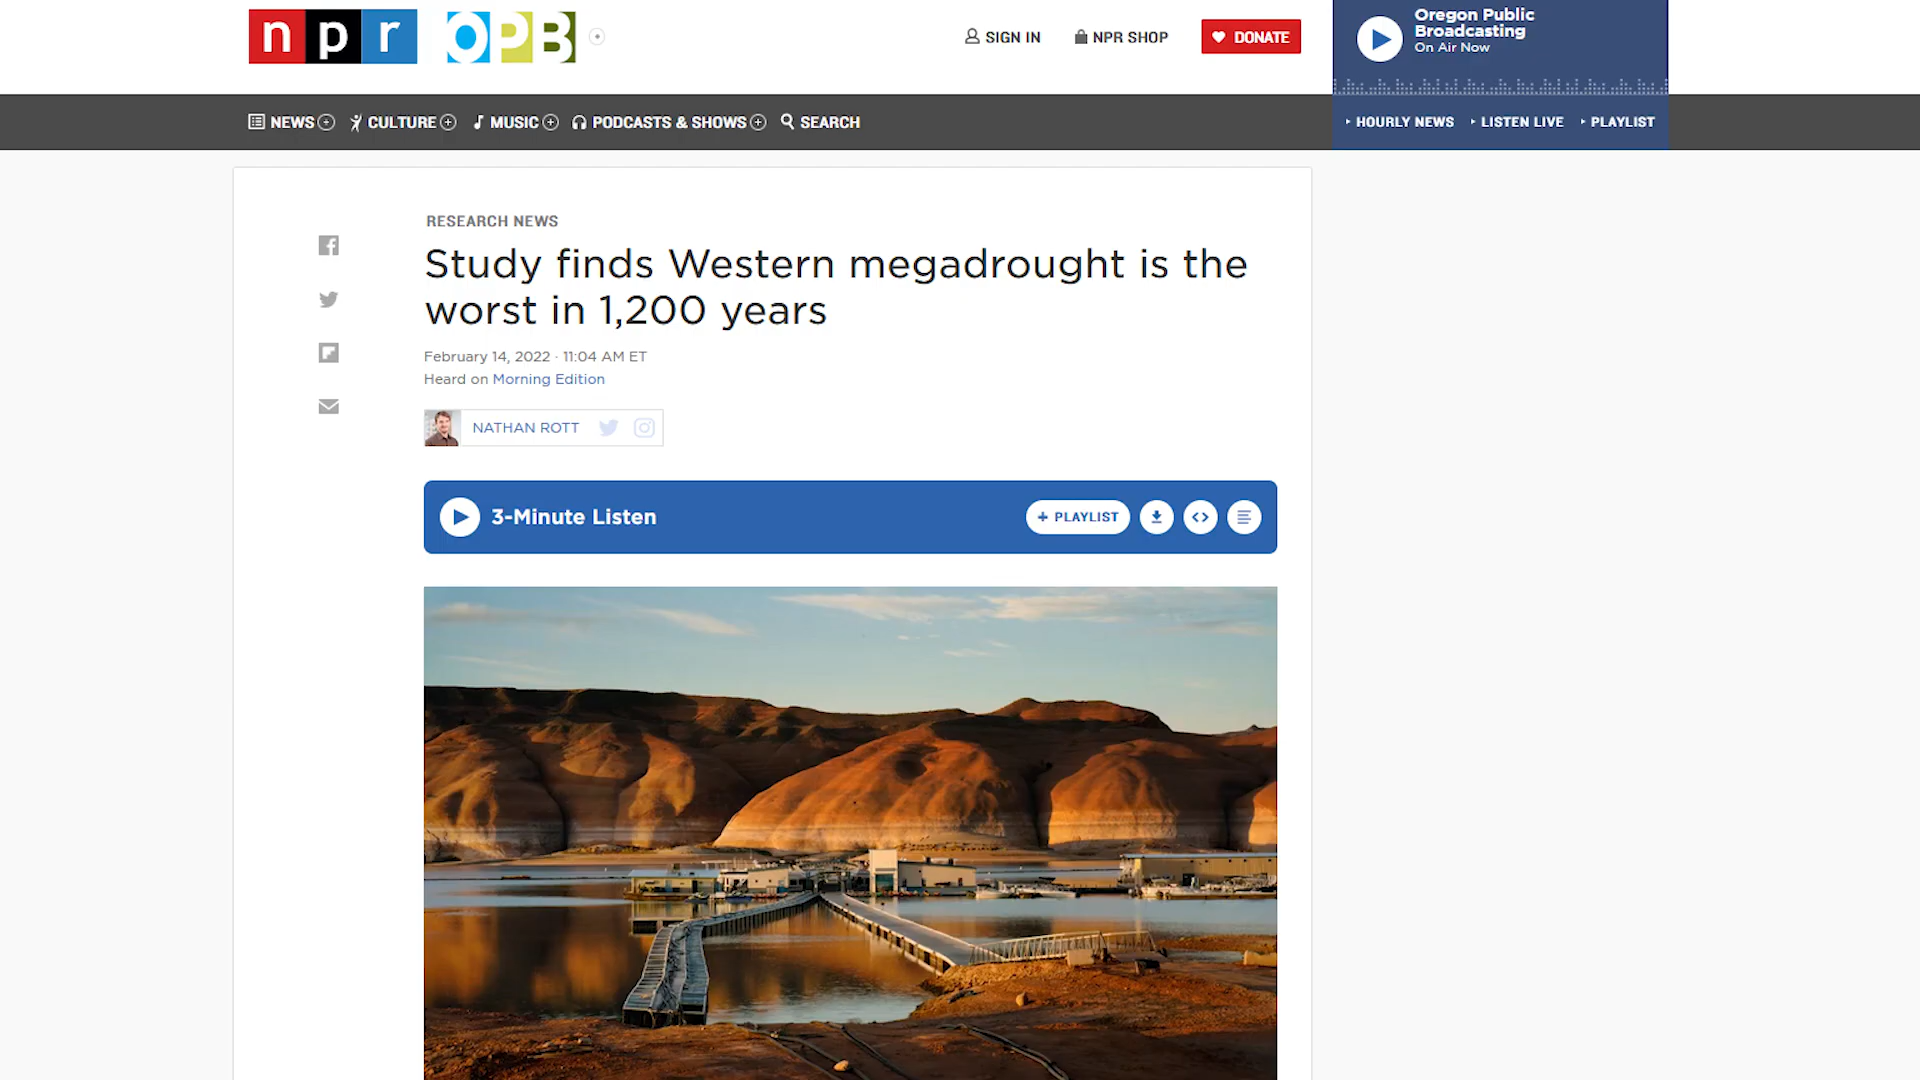 npr OPB
SIGN IN
NPR SHOP
DONATE
Oregon Public
Broadcasting
On Air Now
NEWS
CULTURE
MUSIC
PODCASTS & SHOWS
SEARCH
HOURLY NEWS
LISTEN LIVE
PLAYLIST
RESEARCH NEWS
Study finds Western megadrought is the
worst in 1,200 years
February 14, 2022 · 11:04 AM ET
Heard on Morning Edition
NATHAN ROTT
3-Minute Listen
+ PLAYLIST